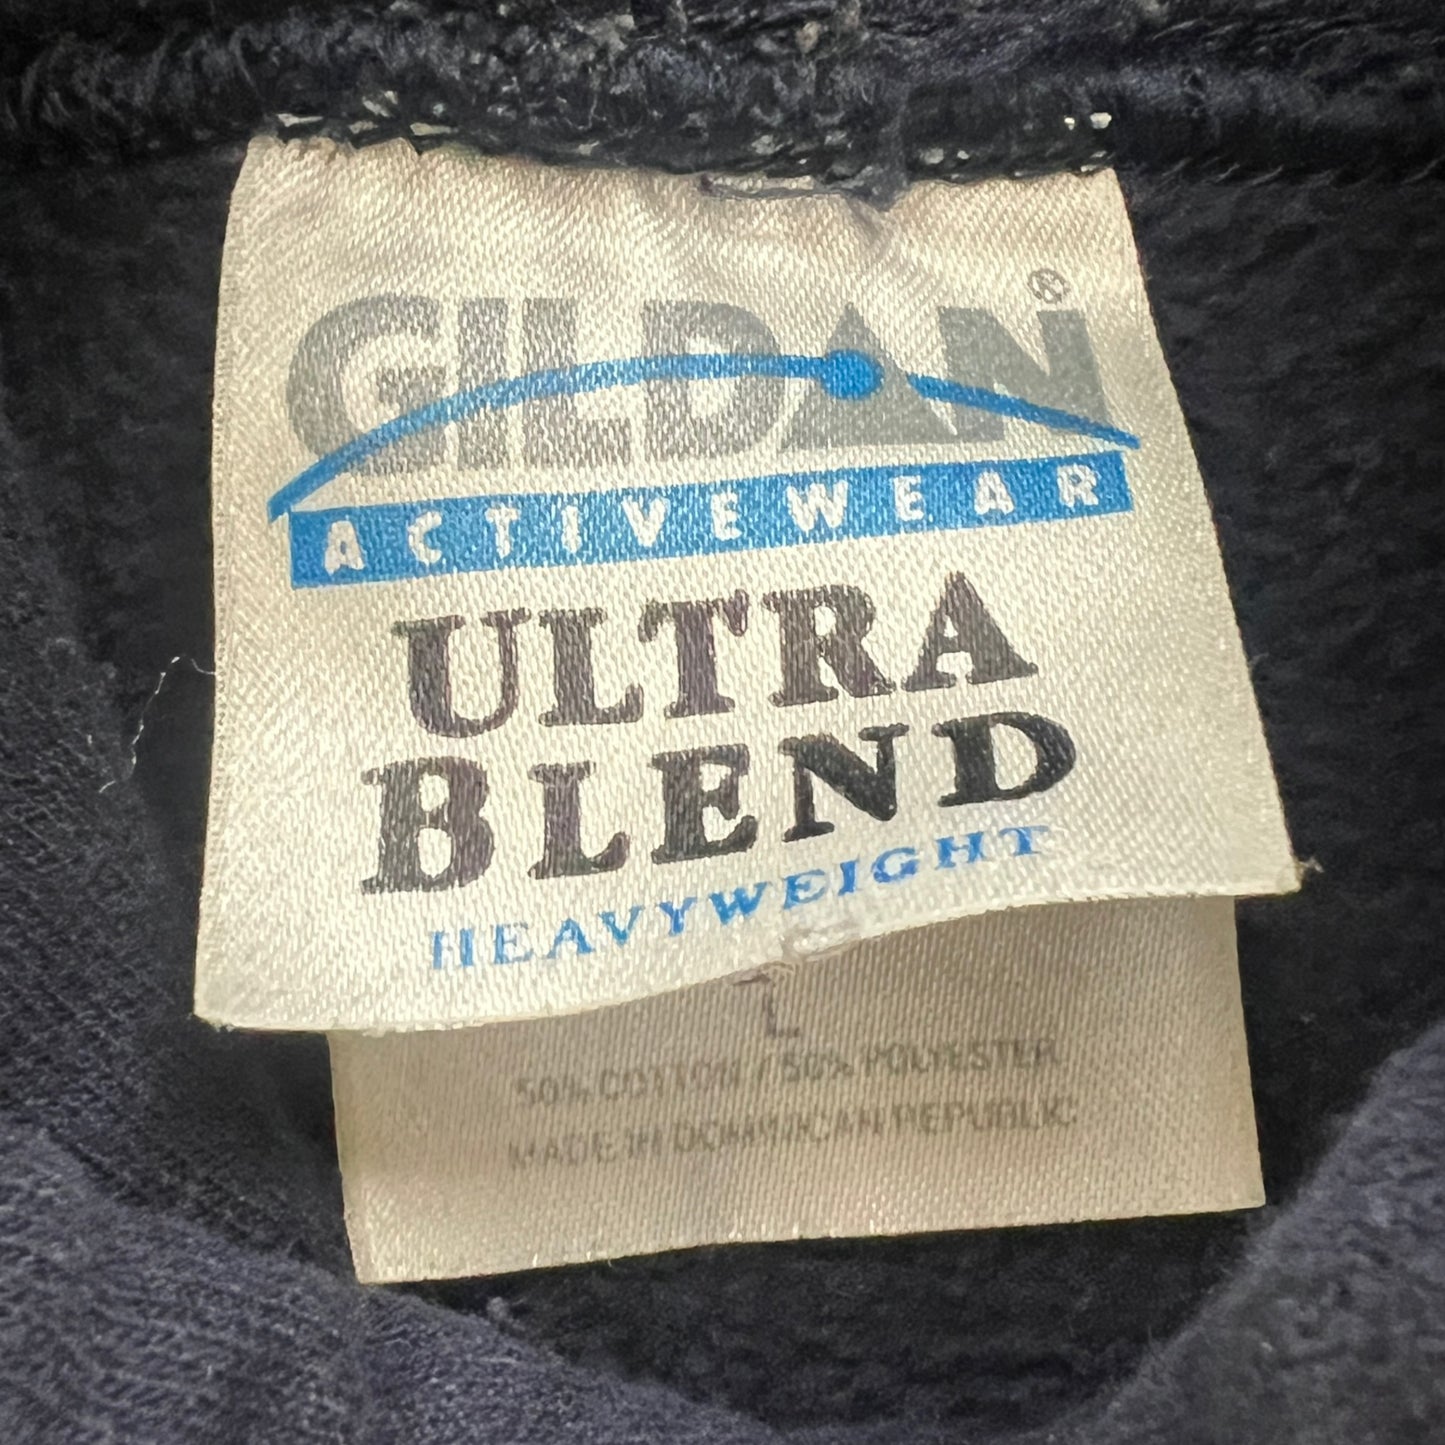 GILDAN®
ACTIVEWEAR
ULTRA
BLEND
HEAVYWEIGHT
L
50% COTTON / 50% POLYESTER
MADE IN DOMINICAN REPUBLIC